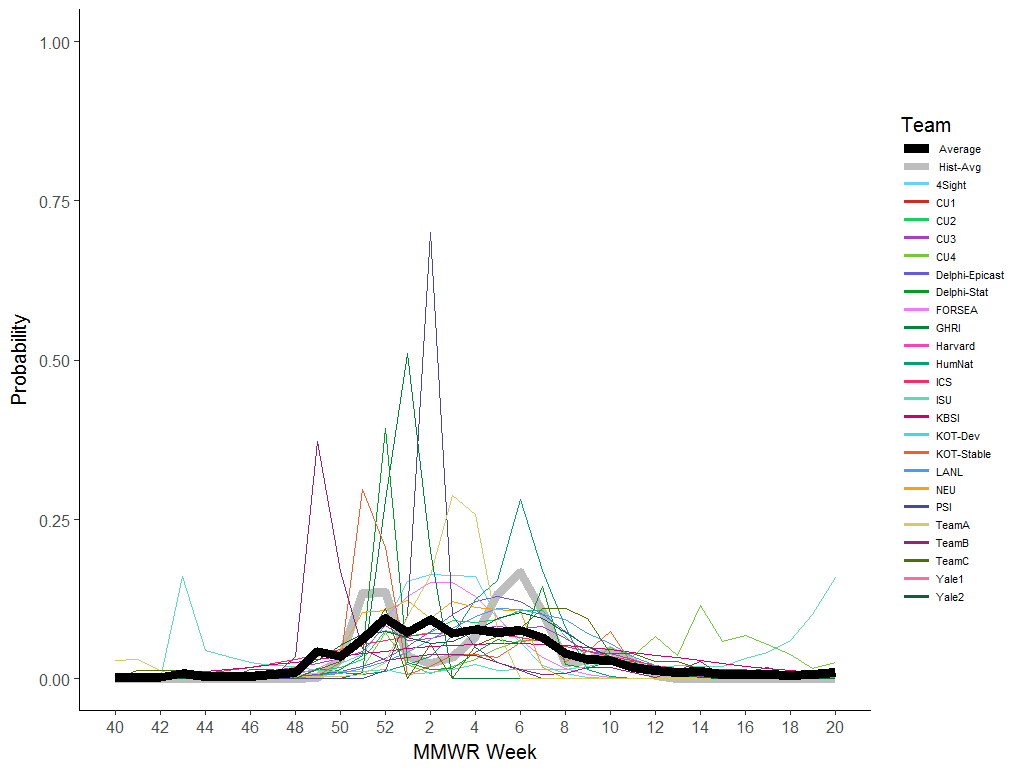 1.00
0.75
0.50
0.25
0.00
Probability
40 42 44 46 48 50 52 2 4 6 8 10 12 14 16 18 20
MMWR Week
Team
Average
Hist-Avg
4Sight
CU1
CU2
CU3
CU4
Delphi-Epicast
Delphi-Stat
FORSEA
GHRI
Harvard
HumNat
ICS
ISU
KBSI
KOT-Dev
KOT-Stable
LANL
NEU
PSI
TeamA
TeamB
TeamC
Yale1
Yale2